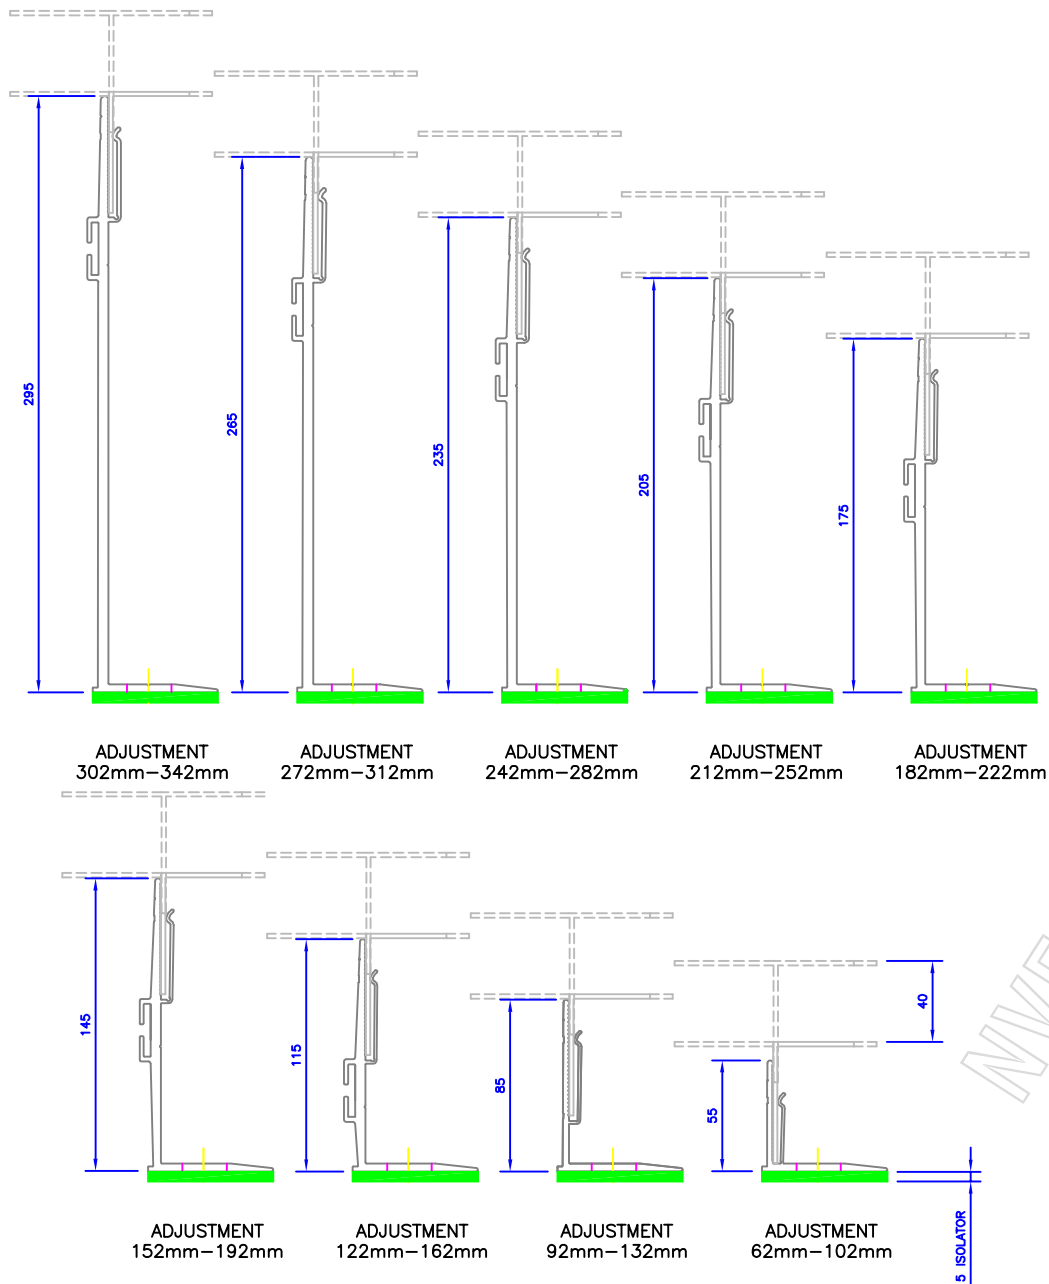 295
265
235
205
175
ADJUSTMENT
302mm–342mm
ADJUSTMENT
272mm–312mm
ADJUSTMENT
242mm–282mm
ADJUSTMENT
212mm–252mm
ADJUSTMENT
182mm–222mm
145
115
85
55
40
5 ISOLATOR
ADJUSTMENT
152mm–192mm
ADJUSTMENT
122mm–162mm
ADJUSTMENT
92mm–132mm
ADJUSTMENT
62mm–102mm